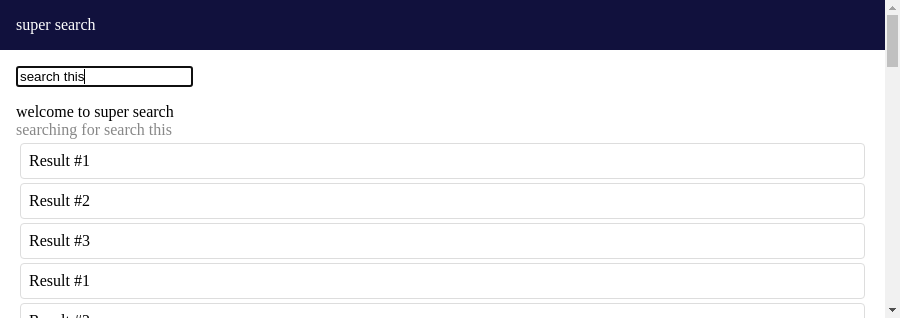 super search
search this
welcome to super search
searching for search this
Result #1
Result #2
Result #3
Result #1